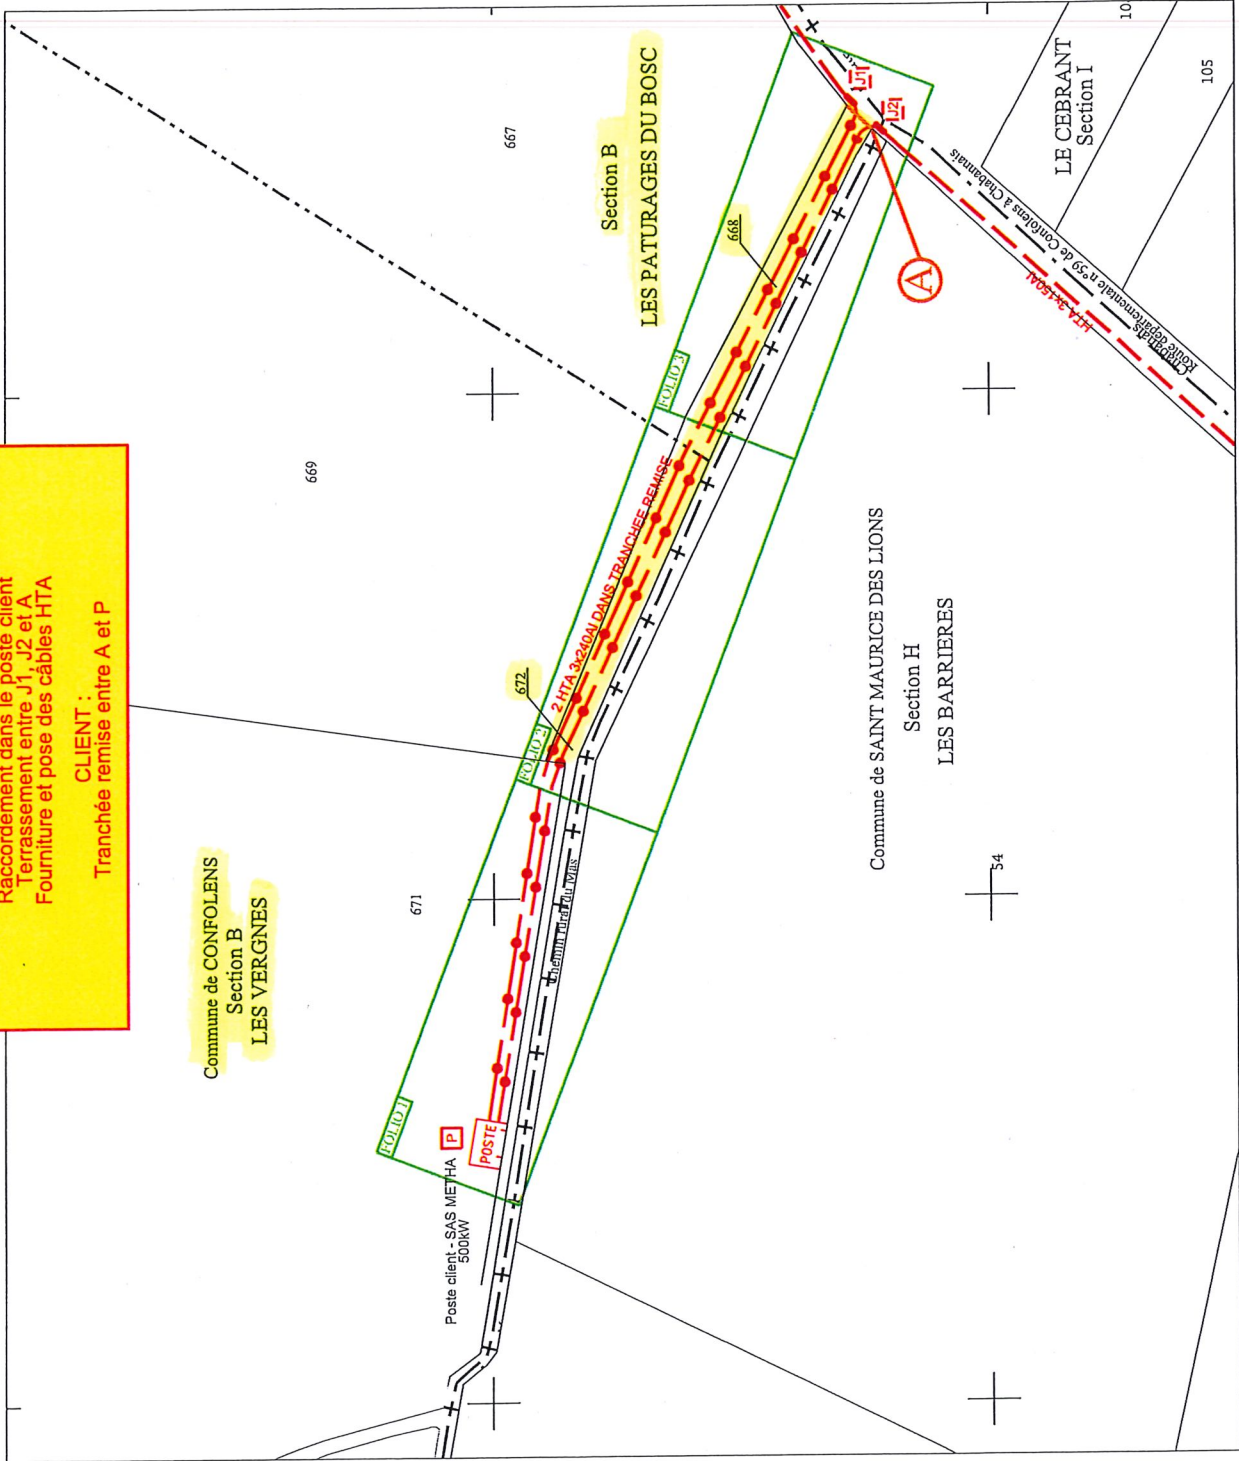 Raccordement dans le poste client
Terrassement entre J1, J2 et A
Fourniture et pose des câbles HTA
CLIENT :
Tranchée remise entre A et P
Commune de CONFOLENS
Section B
LES VERGNES
669
671
667
Section B
LES PATURAGES DU BOSC
668
672
FOLIO 1
FOLIO 2
FOLIO 3
2 HTA 3x240Al DANS TRANCHEE REMISE
Poste client - SAS METHA
500kW
P
POSTE
Chemin rural du Mas
J1
J2
A
HTA 3x150Al
Route départementale n°59 de Confolens à Chabannais
Chabanais
LE CEBRANT
Section I
105
10
Commune de SAINT MAURICE DES LIONS
Section H
LES BARRIERES
54